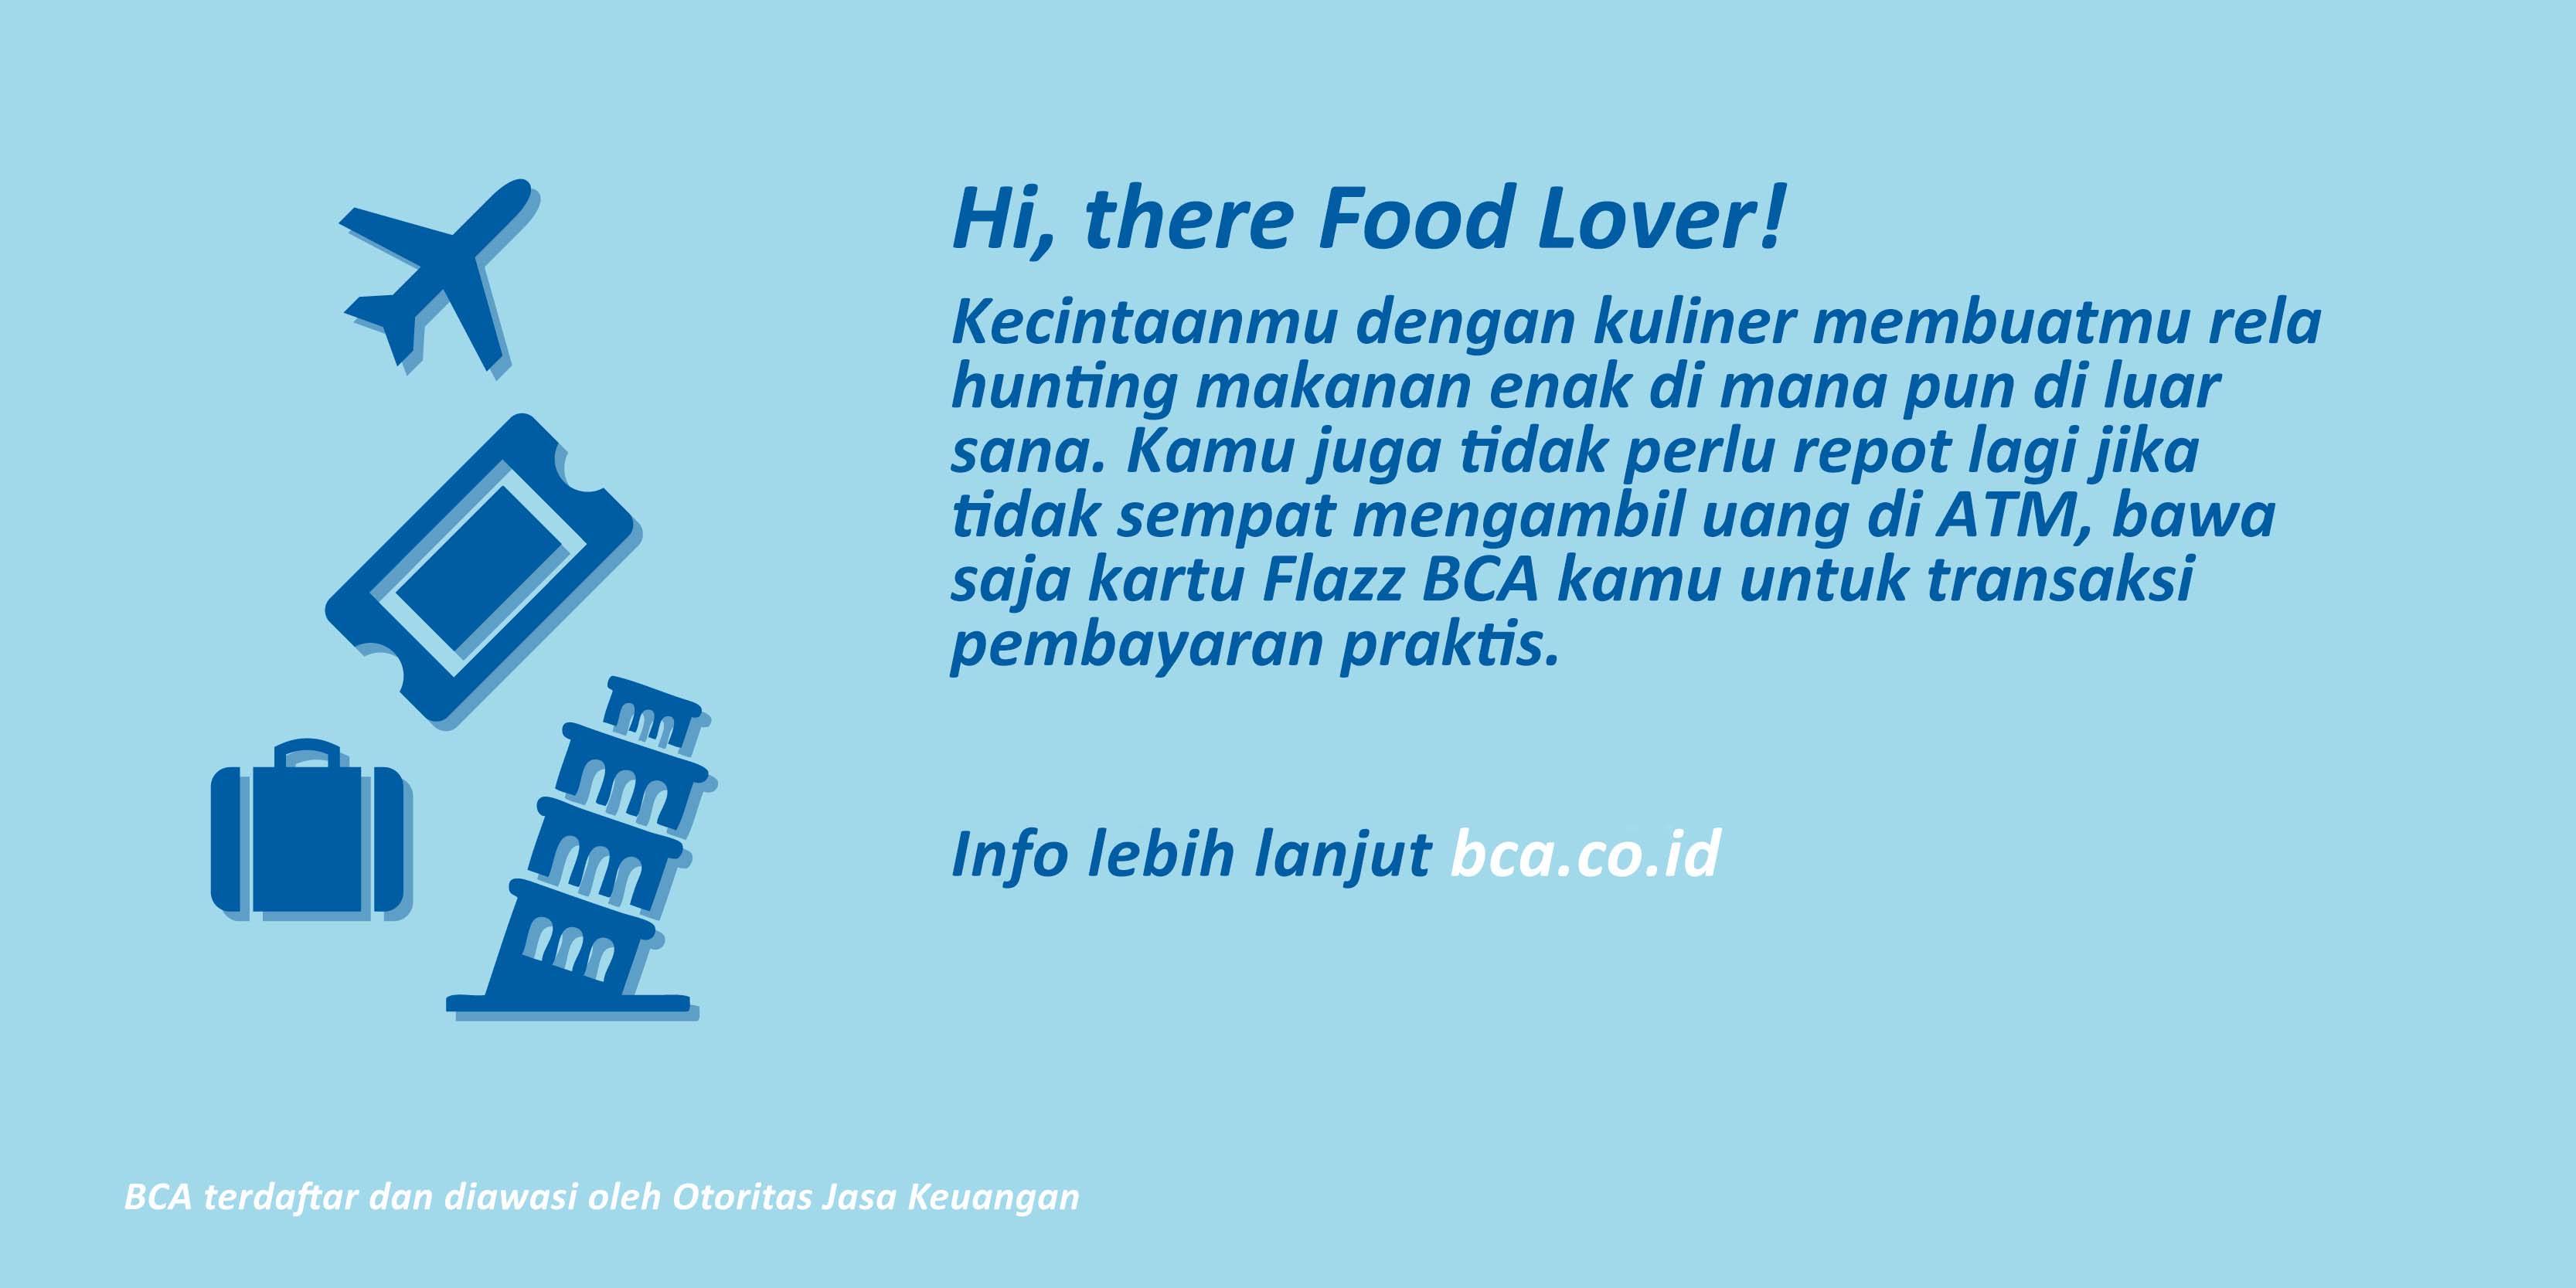 Hi, there Food Lover!
Kecintaanmu dengan kuliner membuatmu rela
hunting makanan enak di mana pun di luar
sana. Kamu juga tidak perlu repot lagi jika
tidak sempat mengambil uang di ATM, bawa
saja kartu Flazz BCA kamu untuk transaksi
pembayaran praktis.
Info lebih lanjut bca.co.id
BCA terdaftar dan diawasi oleh Otoritas Jasa Keuangan